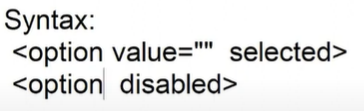 Syntax:
<option value="" selected>
<option disabled>